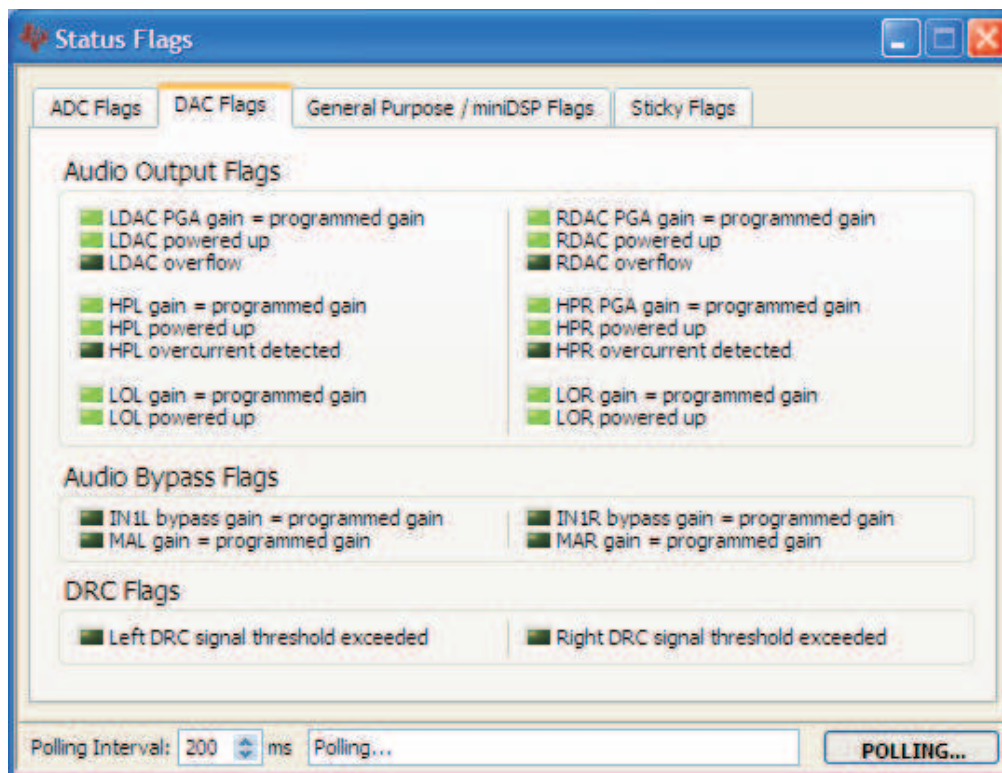 Status Flags
ADC Flags
DAC Flags
General Purpose / miniDSP Flags
Sticky Flags
Audio Output Flags
LDAC PGA gain = programmed gain
LDAC powered up
LDAC overflow
HPL gain = programmed gain
HPL powered up
HPL overcurrent detected
LOL gain = programmed gain
LOL powered up
RDAC PGA gain = programmed gain
RDAC powered up
RDAC overflow
HPR PGA gain = programmed gain
HPR powered up
HPR overcurrent detected
LOR gain = programmed gain
LOR powered up
Audio Bypass Flags
IN1L bypass gain = programmed gain
MAL gain = programmed gain
IN1R bypass gain = programmed gain
MAR gain = programmed gain
DRC Flags
Left DRC signal threshold exceeded
Right DRC signal threshold exceeded
Polling Interval: 200 ms Polling... POLLING...